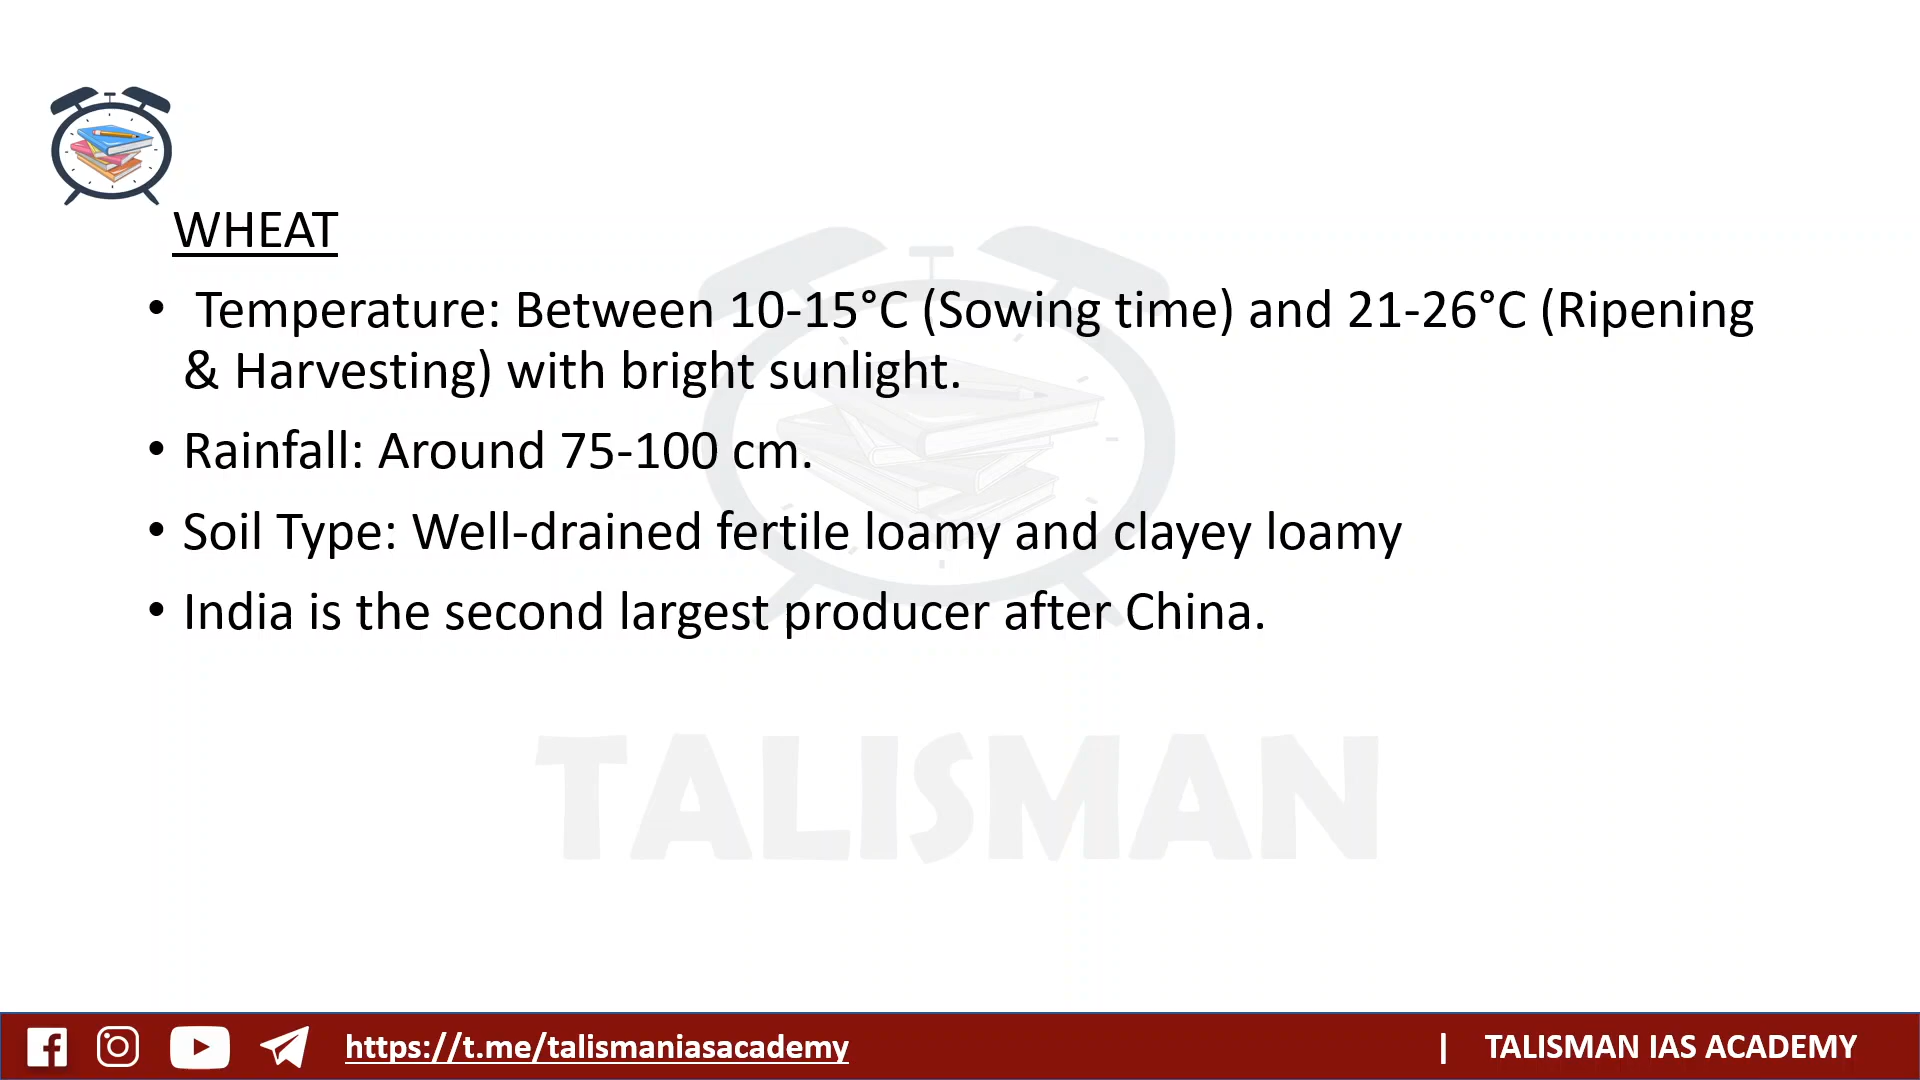 WHEAT
• Temperature: Between 10-15°C (Sowing time) and 21-26°C (Ripening
& Harvesting) with bright sunlight.
• Rainfall: Around 75-100 cm.
• Soil Type: Well-drained fertile loamy and clayey loamy
• India is the second largest producer after China.
TALISMAN
https://t.me/talismaniasacademy | TALISMAN IAS ACADEMY